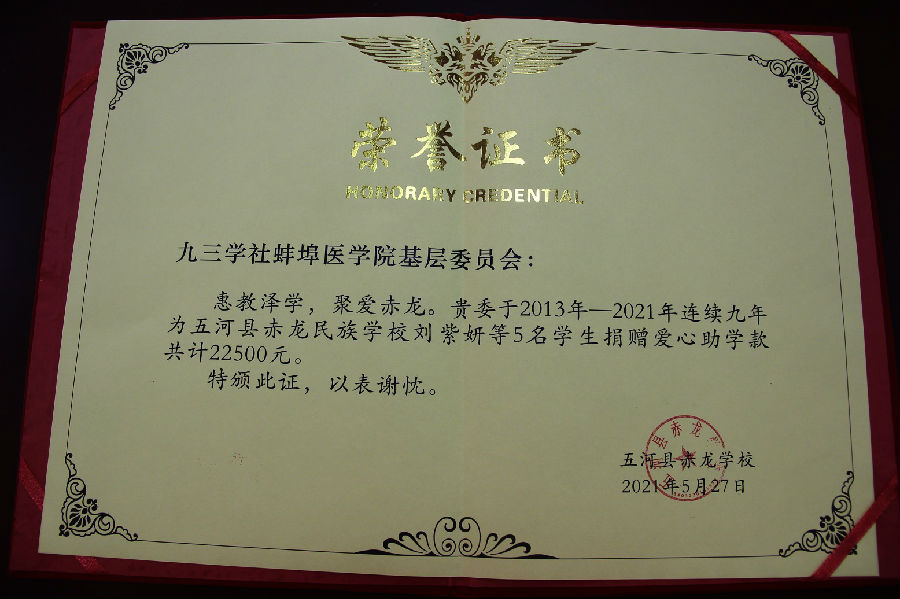 荣誉证书
HONORARY CREDENTIAL
九三学社蚌埠医学院基层委员会：
惠教泽学，聚爱赤龙。贵委于2013年—2021年连续九年
为五河县赤龙民族学校刘紫妍等5名学生捐赠爱心助学款
共计22500元。
特颁此证，以表谢忱。
县赤龙
五河县赤龙学校
2021年5月27日